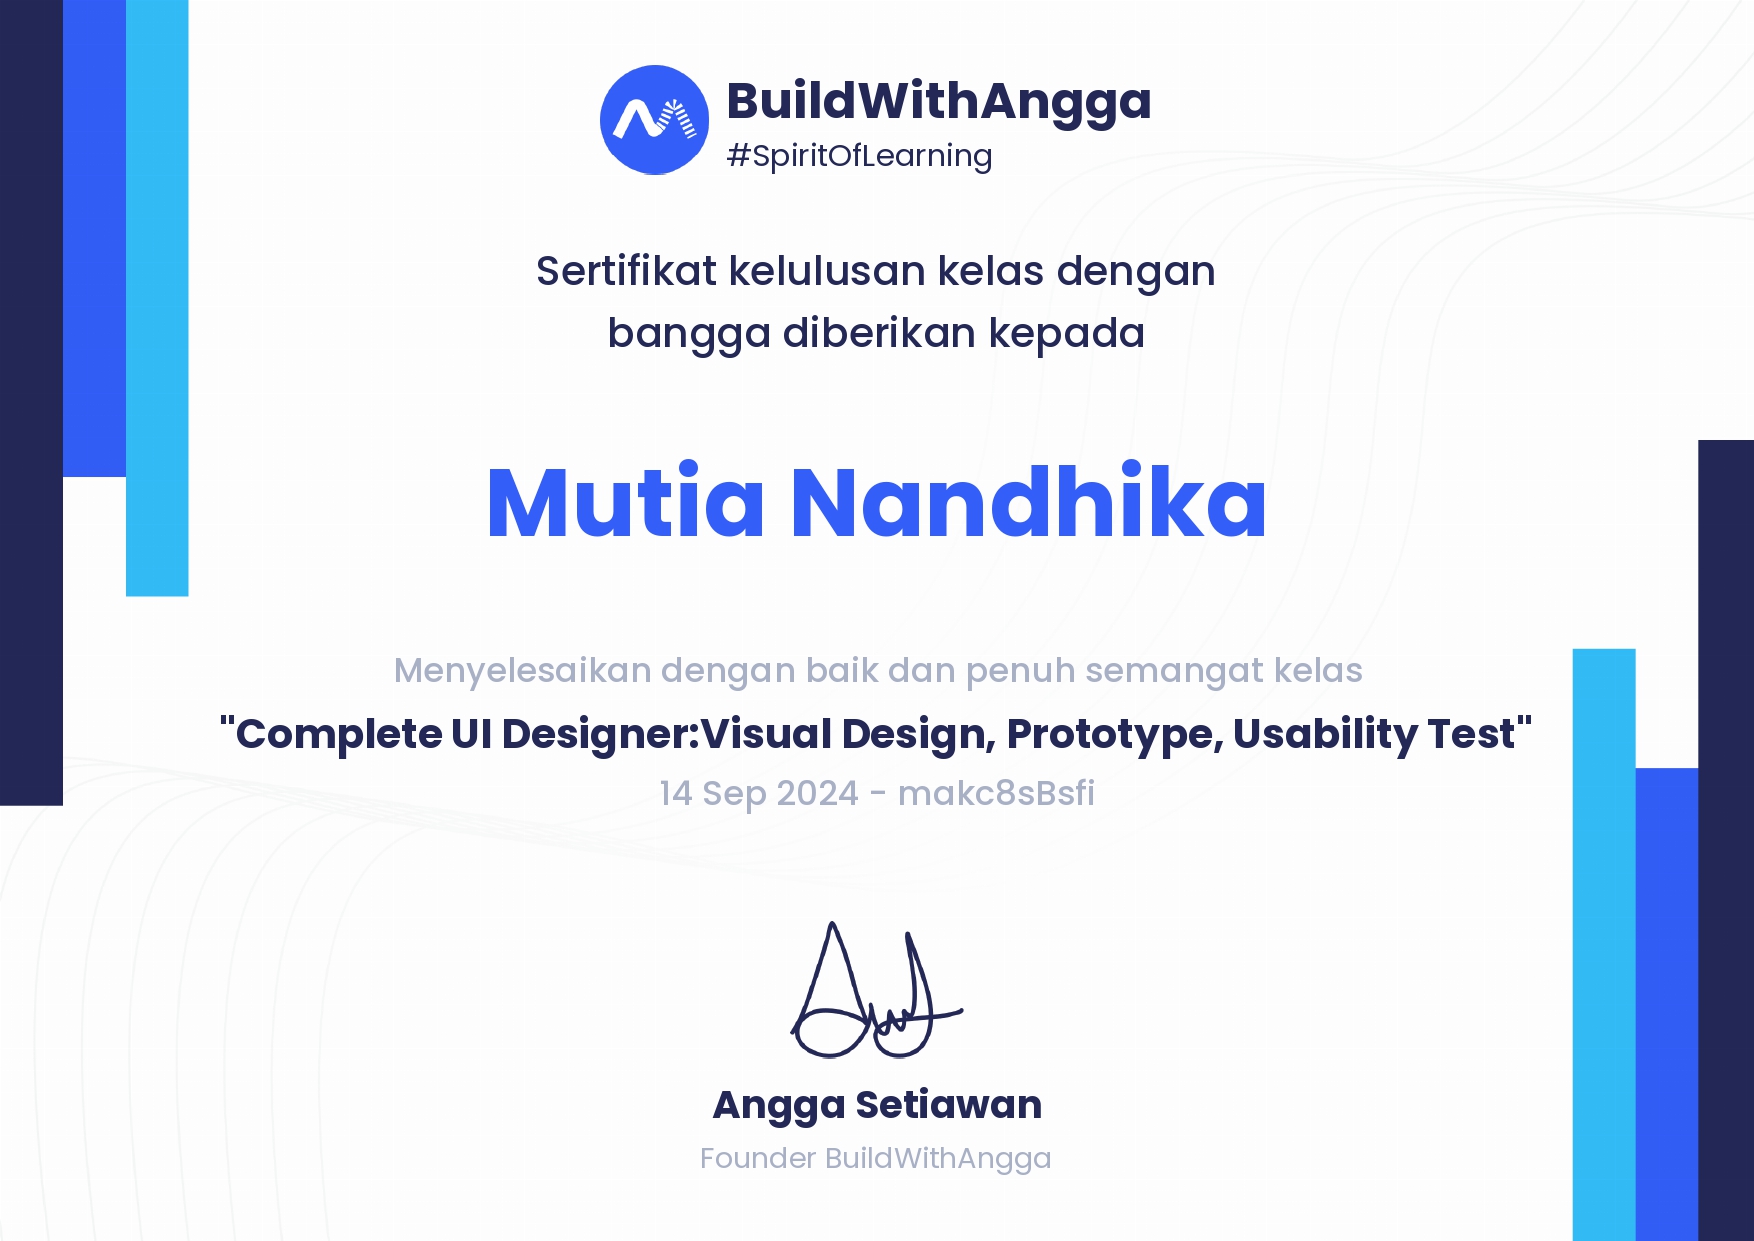 BuildWithAngga
#SpiritOfLearning
Sertifikat kelulusan kelas dengan
bangga diberikan kepada
Mutia Nandhika
Menyelesaikan dengan baik dan penuh semangat kelas
"Complete UI Designer:Visual Design, Prototype, Usability Test"
14 Sep 2024 - makc8sBsfi
Angga Setiawan
Founder BuildWithAngga